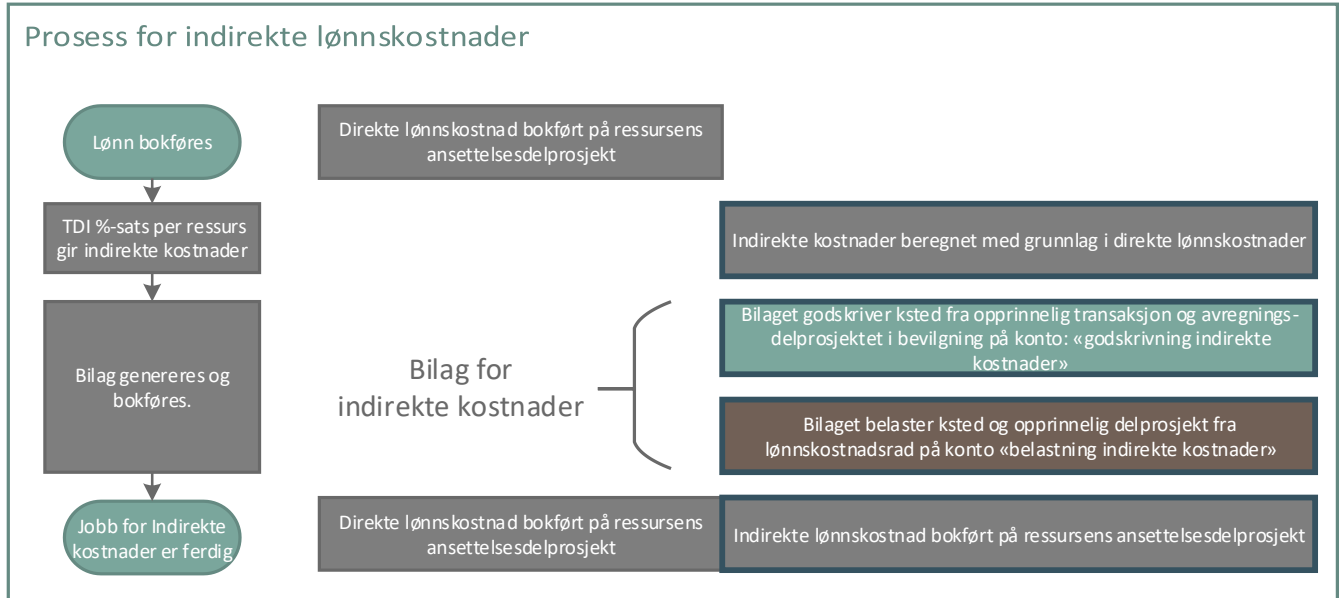 Prosess for indirekte lønnskostnader
Lønn bokføres
Direkte lønnskostnad bokført på ressursens
ansettelsesdelprosjekt
TDI %-sats per ressurs
gir indirekte kostnader
Indirekte kostnader beregnet med grunnlag i direkte lønnskostnader
Bilag genereres og
bokføres.
Bilag for
indirekte kostnader
Bilaget godskriver ksted fra opprinnelig transaksjon og avregnings-
delprosjektet i bevilgning på konto: «godskrivning indirekte
kostnader»
Bilaget belaster ksted og opprinnelig delprosjekt fra
lønnskostnadsrad på konto «belastning indirekte kostnader»
Jobb for Indirekte
kostnader er ferdig
Direkte lønnskostnad bokført på ressursens
ansettelsesdelprosjekt
Indirekte lønnskostnad bokført på ressursens ansettelsesdelprosjekt